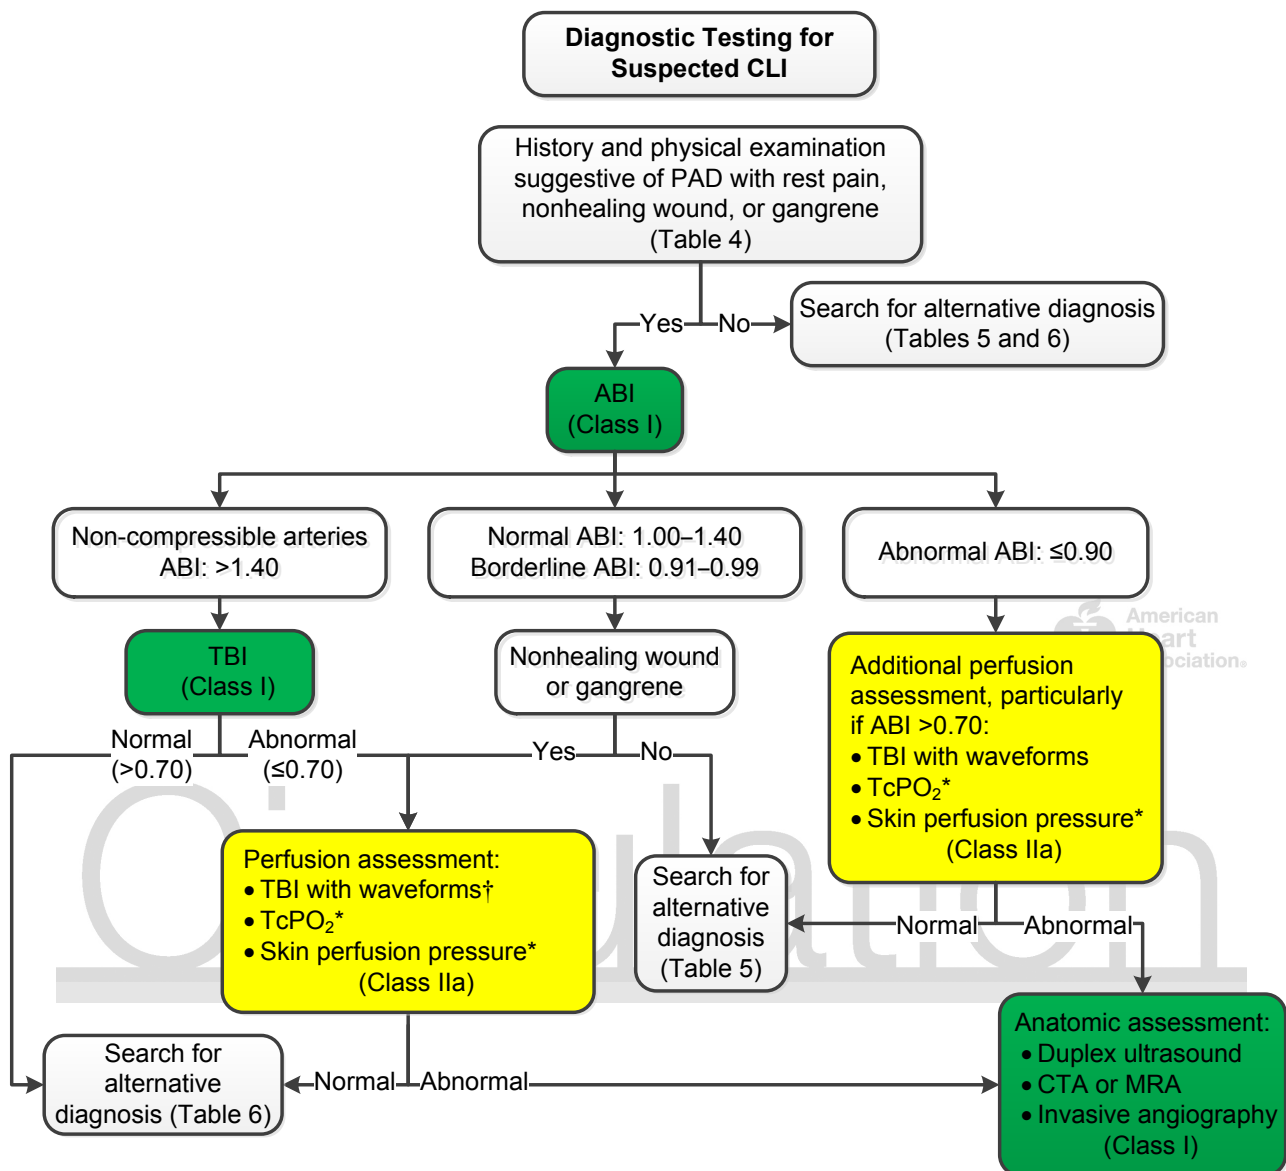 Diagnostic Testing for
Suspected CLI
History and physical examination
suggestive of PAD with rest pain,
nonhealing wound, or gangrene
(Table 4)
Yes
No
Search for alternative diagnosis
(Tables 5 and 6)
ABI
(Class I)
Non-compressible arteries
ABI: >1.40
Normal ABI: 1.00–1.40
Borderline ABI: 0.91–0.99
Abnormal ABI: ≤0.90
American
TBI
(Class I)
Nonhealing wound
or gangrene
Additional perfusion
assessment, particularly
if ABI >0.70:
• TBI with waveforms
• TcPO₂*
• Skin perfusion pressure*
(Class IIa)
Normal
(>0.70)
Abnormal
(≤0.70)
Yes
No
Perfusion assessment:
• TBI with waveforms†
• TcPO₂*
• Skin perfusion pressure*
(Class IIa)
Search for
alternative
diagnosis
(Table 5)
Normal
Abnormal
Search for
alternative
diagnosis (Table 6)
Normal
Abnormal
Anatomic assessment:
• Duplex ultrasound
• CTA or MRA
• Invasive angiography
(Class I)